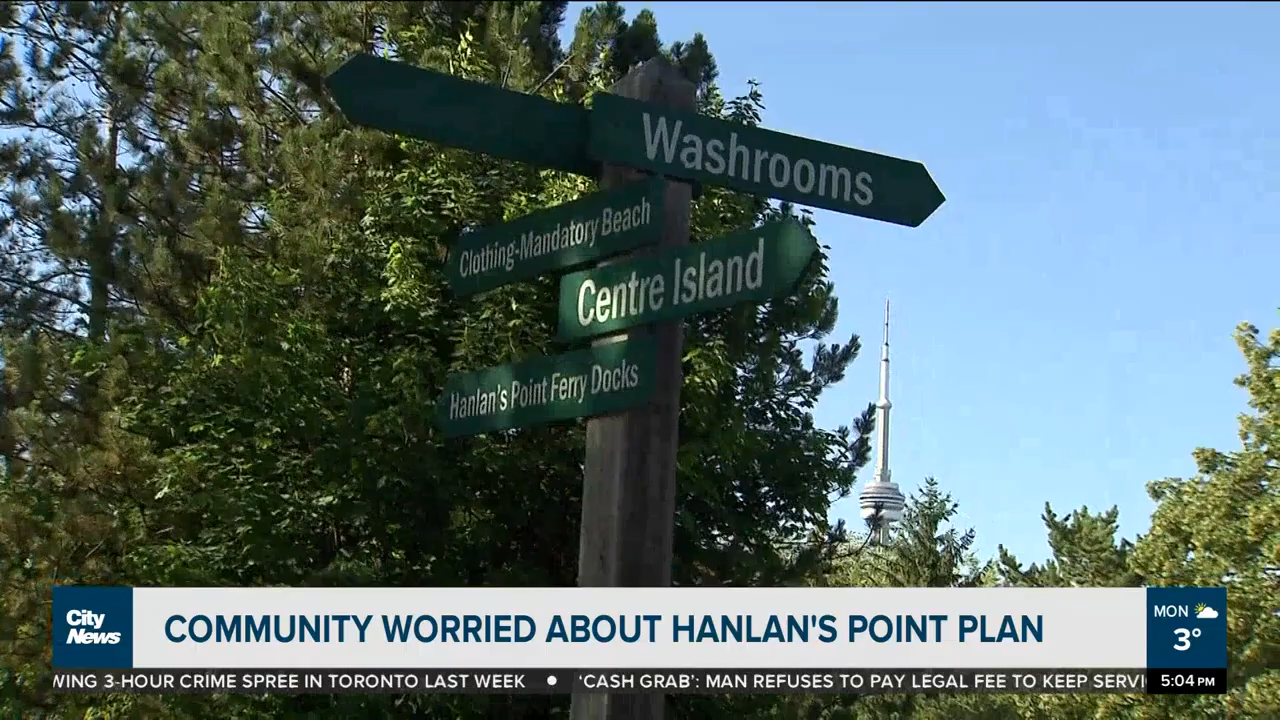 Washrooms
Clothing-Mandatory Beach
Centre Island
Hanlan's Point Ferry Docks
City
News
COMMUNITY WORRIED ABOUT HANLAN'S POINT PLAN
MON
3°
WING 3-HOUR CRIME SPREE IN TORONTO LAST WEEK ● ‘CASH GRAB’: MAN REFUSES TO PAY LEGAL FEE TO KEEP SERVI
5:04 PM